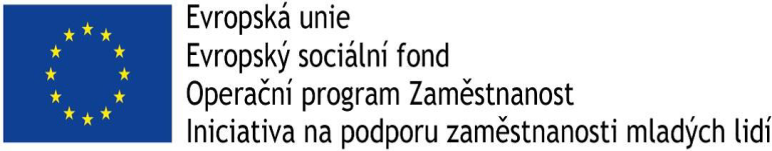 Evropská unie
Evropský sociální fond
Operační program Zaměstnanost
Iniciativa na podporu zaměstnanosti mladých lidí